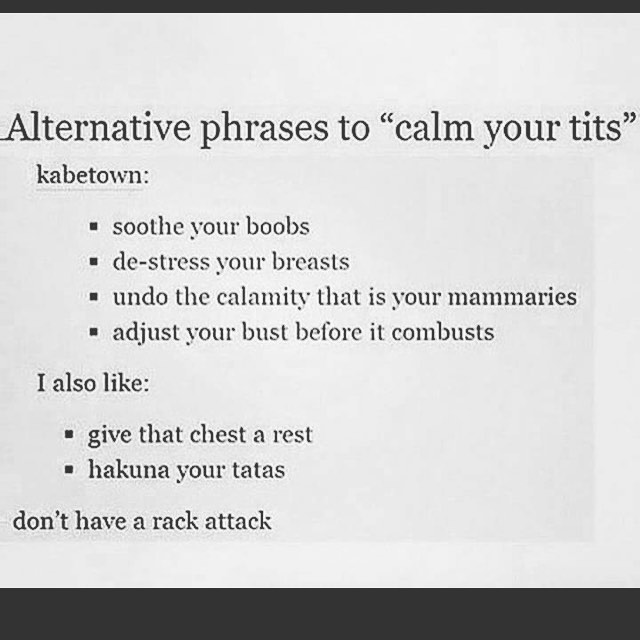 Alternative phrases to “calm your tits”
kabetown:
▪ soothe your boobs
▪ de-stress your breasts
▪ undo the calamity that is your mammaries
▪ adjust your bust before it combusts
I also like:
▪ give that chest a rest
▪ hakuna your tatas
don’t have a rack attack